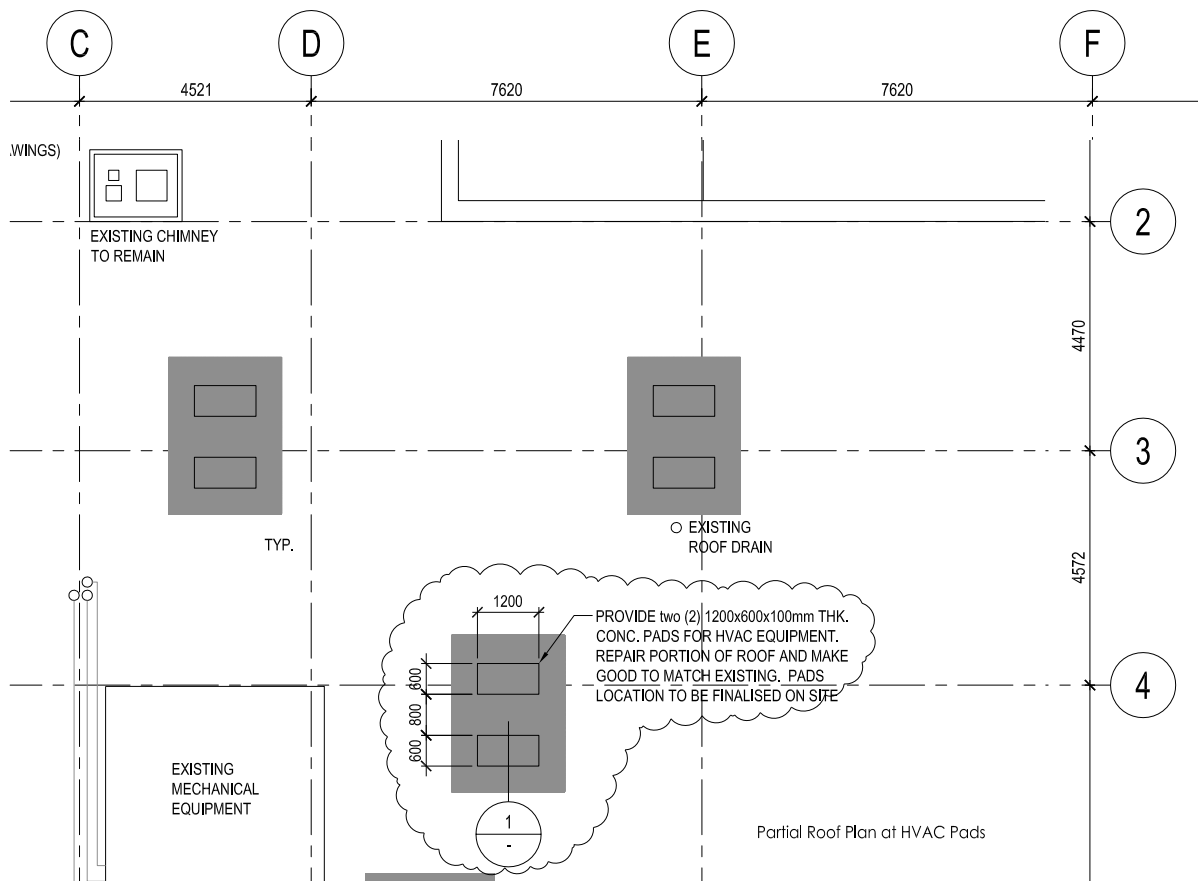 C
D
E
F
4521
7620
7620
.WINGS)
EXISTING CHIMNEY
TO REMAIN
2
4470
3
4572
TYP.
EXISTING
ROOF DRAIN
1200
PROVIDE two (2) 1200x600x100mm THK.
CONC. PADS FOR HVAC EQUIPMENT.
REPAIR PORTION OF ROOF AND MAKE
GOOD TO MATCH EXISTING. PADS
LOCATION TO BE FINALISED ON SITE
600
800
600
4
EXISTING
MECHANICAL
EQUIPMENT
1
-
Partial Roof Plan at HVAC Pads